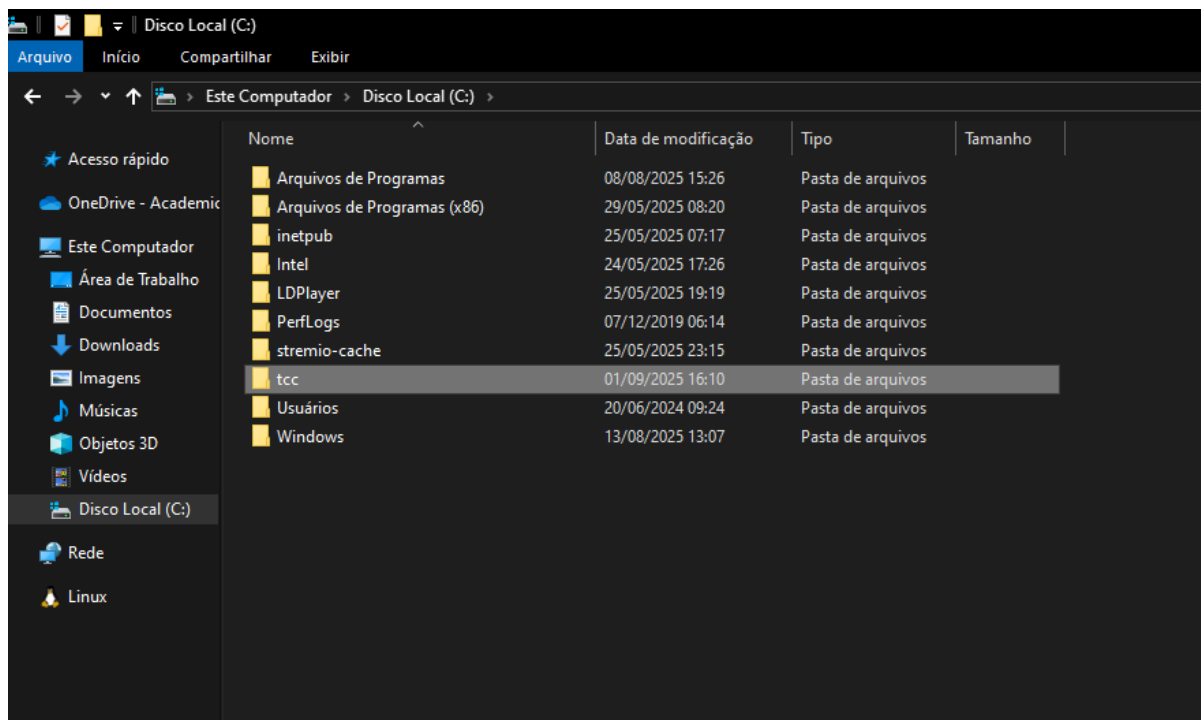 Disco Local (C:)
Arquivo Início Compartilhar Exibir
Este Computador > Disco Local (C:) >
Nome Data de modificação Tipo Tamanho
Acesso rápido
OneDrive - Academic
Este Computador
Área de Trabalho
Documentos
Downloads
Imagens
Músicas
Objetos 3D
Vídeos
Disco Local (C:)
Rede
Linux
Arquivos de Programas 08/08/2025 15:26 Pasta de arquivos
Arquivos de Programas (x86) 29/05/2025 08:20 Pasta de arquivos
inetpub 25/05/2025 07:17 Pasta de arquivos
Intel 24/05/2025 17:26 Pasta de arquivos
LDPlayer 25/05/2025 19:19 Pasta de arquivos
PerfLogs 07/12/2019 06:14 Pasta de arquivos
stremio-cache 25/05/2025 23:15 Pasta de arquivos
tcc 01/09/2025 16:10 Pasta de arquivos
Usuários 20/06/2024 09:24 Pasta de arquivos
Windows 13/08/2025 13:07 Pasta de arquivos